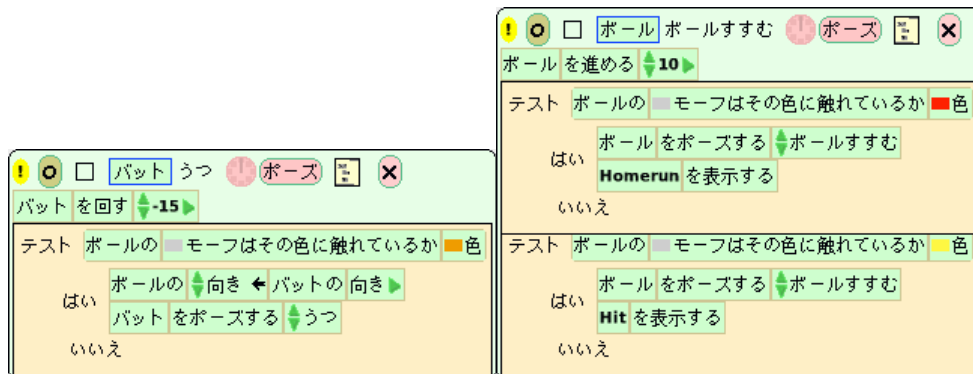 ! バット うつ ポーズ
バット を回す -15
テスト ボールの モーフはその色に触れているか 色
はい
ボールの 向き ← バットの 向き
バット をポーズする うつ
いいえ
! ボール ボールすすむ ポーズ
ボール を進める 10
テスト ボールの モーフはその色に触れているか 色
はい
ボール をポーズする ボールすすむ
Homerun を表示する
いいえ
テスト ボールの モーフはその色に触れているか 色
はい
ボール をポーズする ボールすすむ
Hit を表示する
いいえ